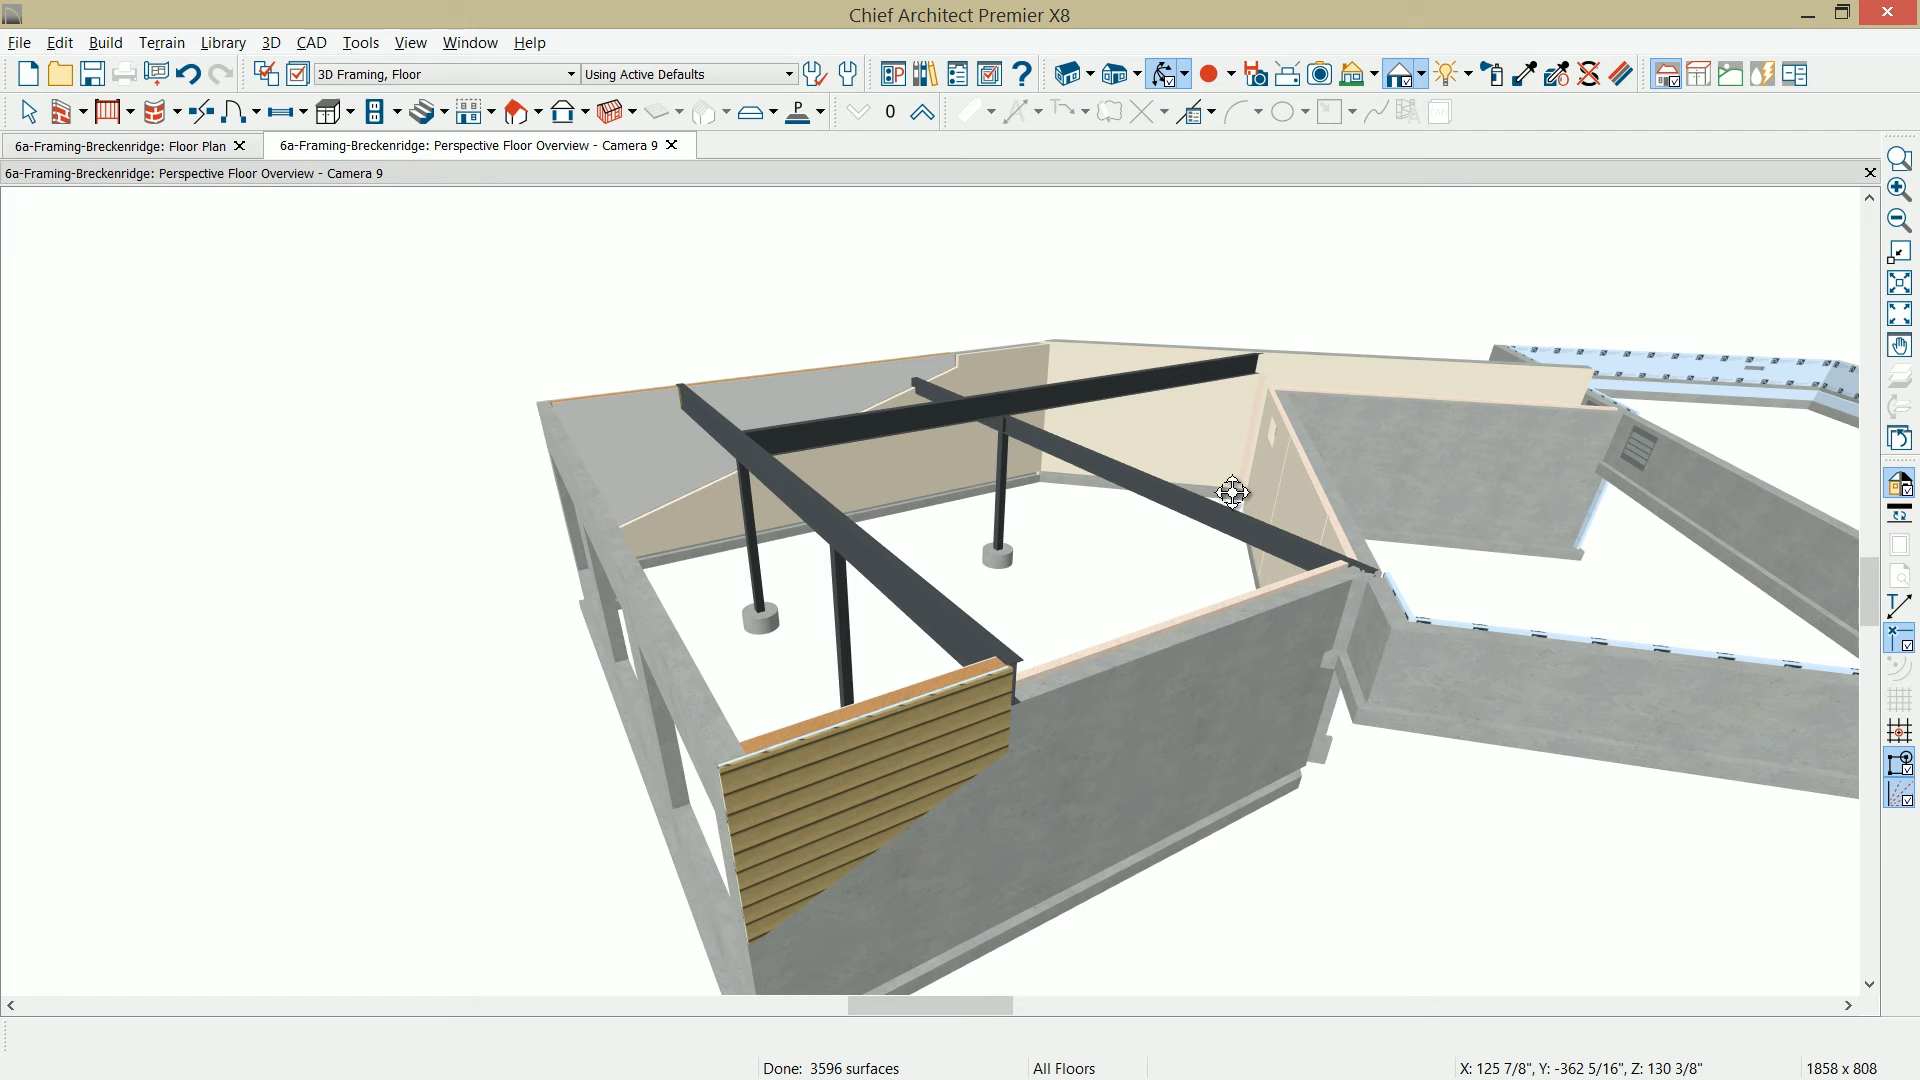 Chief Architect Premier X8
File Edit Build Terrain Library 3D CAD Tools View Window Help
3D Framing, Floor Using Active Defaults
P 0
6a-Framing-Breckenridge: Floor Plan 6a-Framing-Breckenridge: Perspective Floor Overview - Camera 9
6a-Framing-Breckenridge: Perspective Floor Overview - Camera 9
Done: 3596 surfaces All Floors X: 125 7/8", Y: -362 5/16", Z: 130 3/8" 1858 x 808